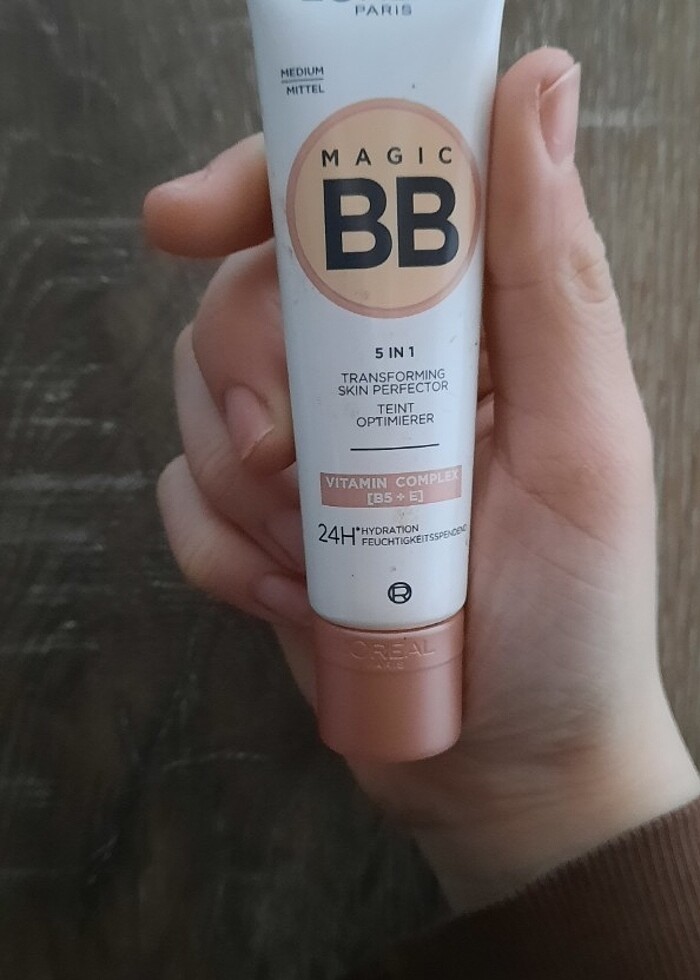 PARIS
MEDIUM
MITTEL
MAGIC
BB
5 IN 1
TRANSFORMING
SKIN PERFECTOR
TEINT
OPTIMIERER
VITAMIN COMPLEX
[B5 + E]
24H*HYDRATION
FEUCHTIGKEITSSPENDEND
L'ORÉAL
PARIS